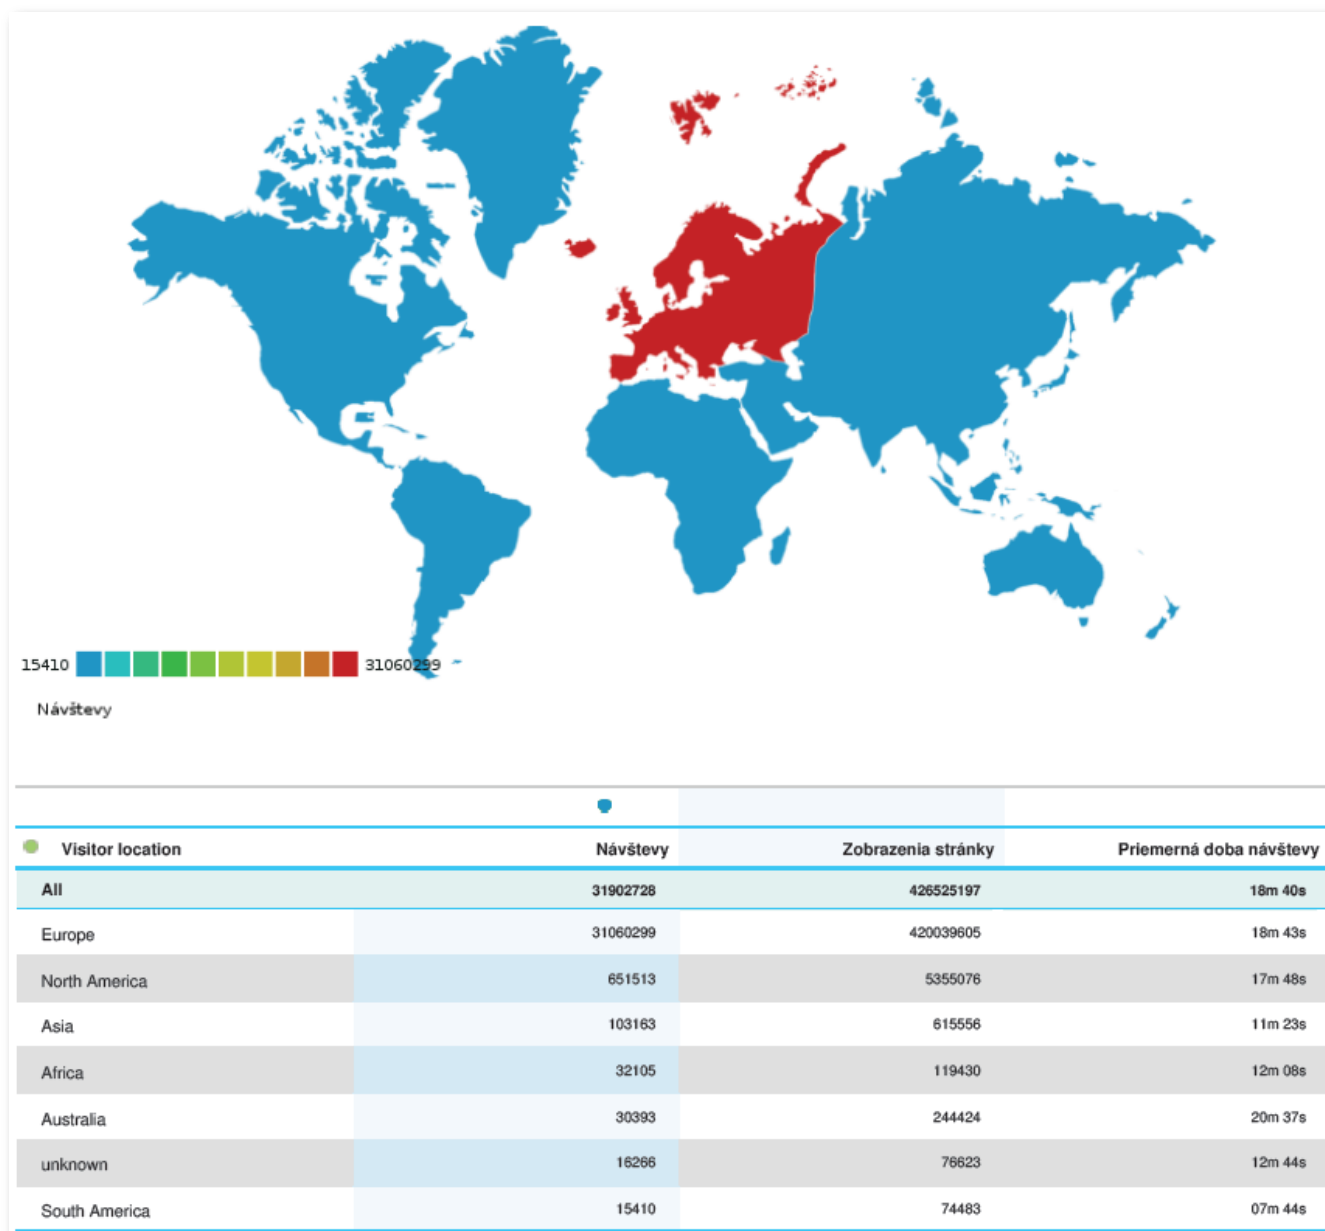 15410 31060299
Návštevy
Visitor location Návštevy Zobrazenia stránky Priemerná doba návštevy
All 31902728 426525197 18m 40s
Europe 31060299 420039605 18m 43s
North America 651513 5355076 17m 48s
Asia 103163 615556 11m 23s
Africa 32105 119430 12m 08s
Australia 30393 244424 20m 37s
unknown 16266 76623 12m 44s
South America 15410 74483 07m 44s